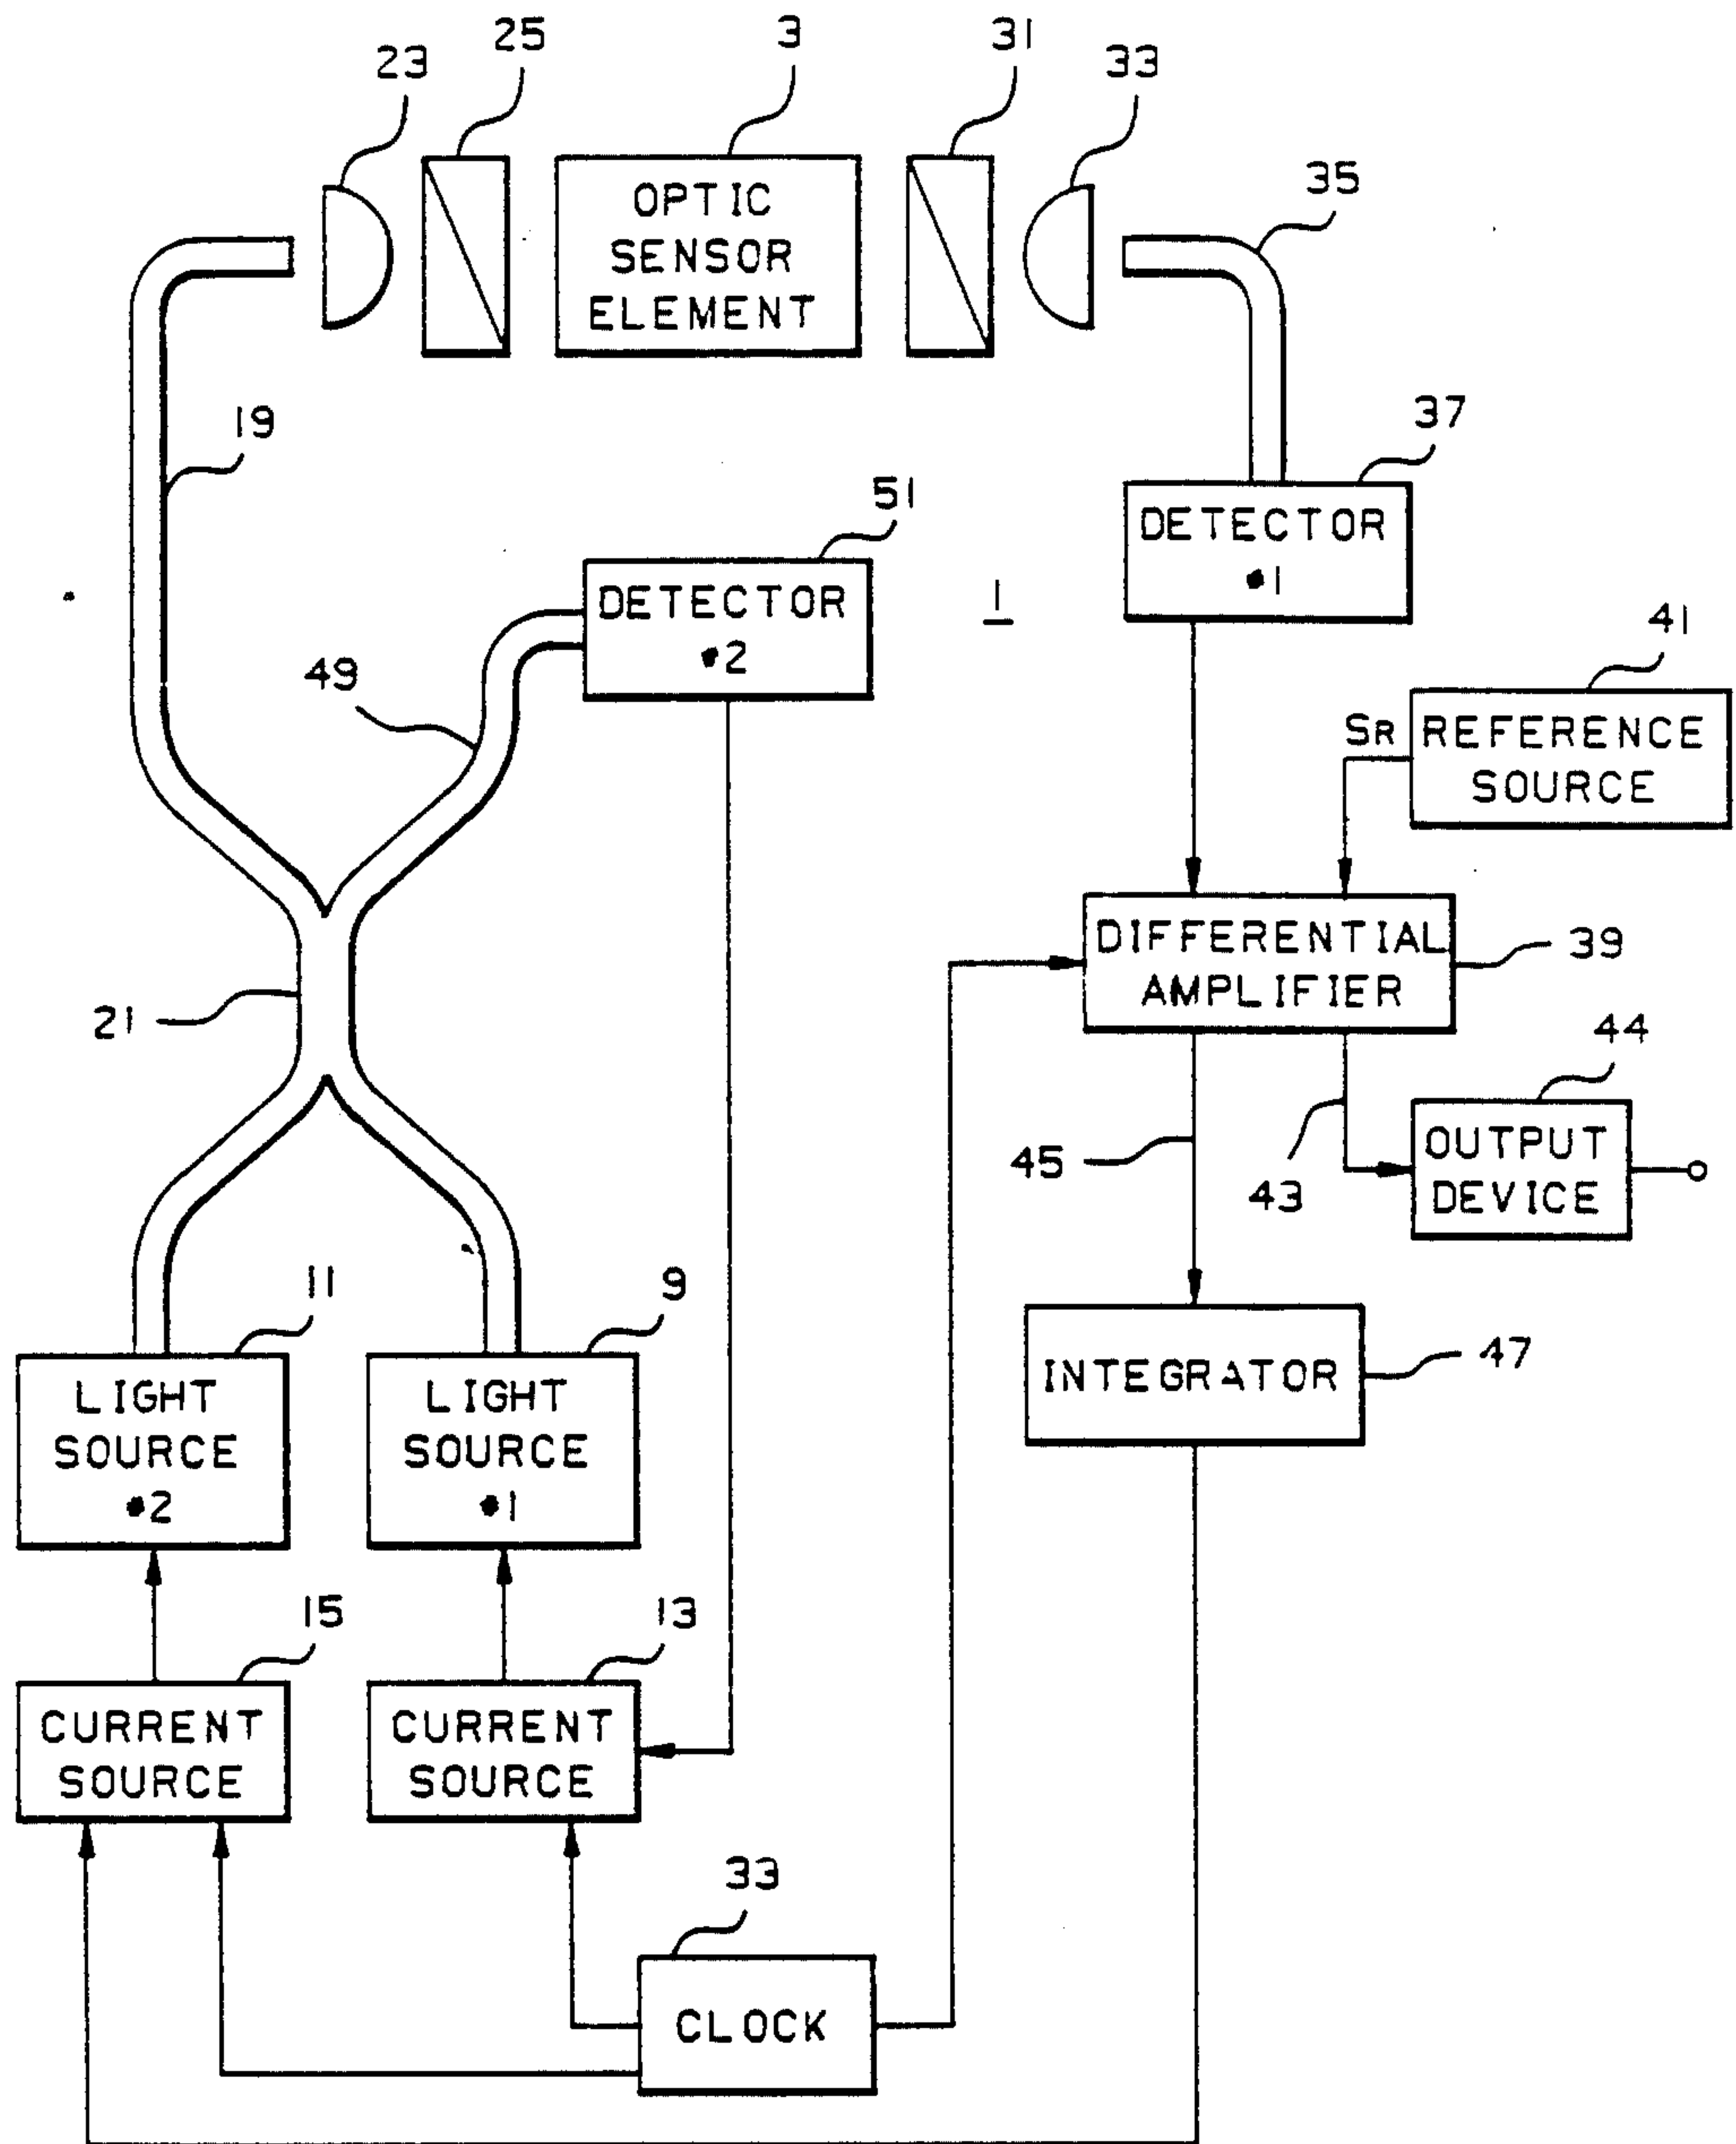 3
25
31
23
33
OPTIC
SENSOR
ELEMENT
35
19
37
51
DETECTOR
•1
DETECTOR
•2
1
41
49
SR
REFERENCE
SOURCE
DIFFERENTIAL
AMPLIFIER
39
21
44
45
43
OUTPUT
DEVICE
11
9
LIGHT
SOURCE
•2
LIGHT
SOURCE
•1
INTEGRATOR
47
15
13
CURRENT
SOURCE
CURRENT
SOURCE
33
CLOCK